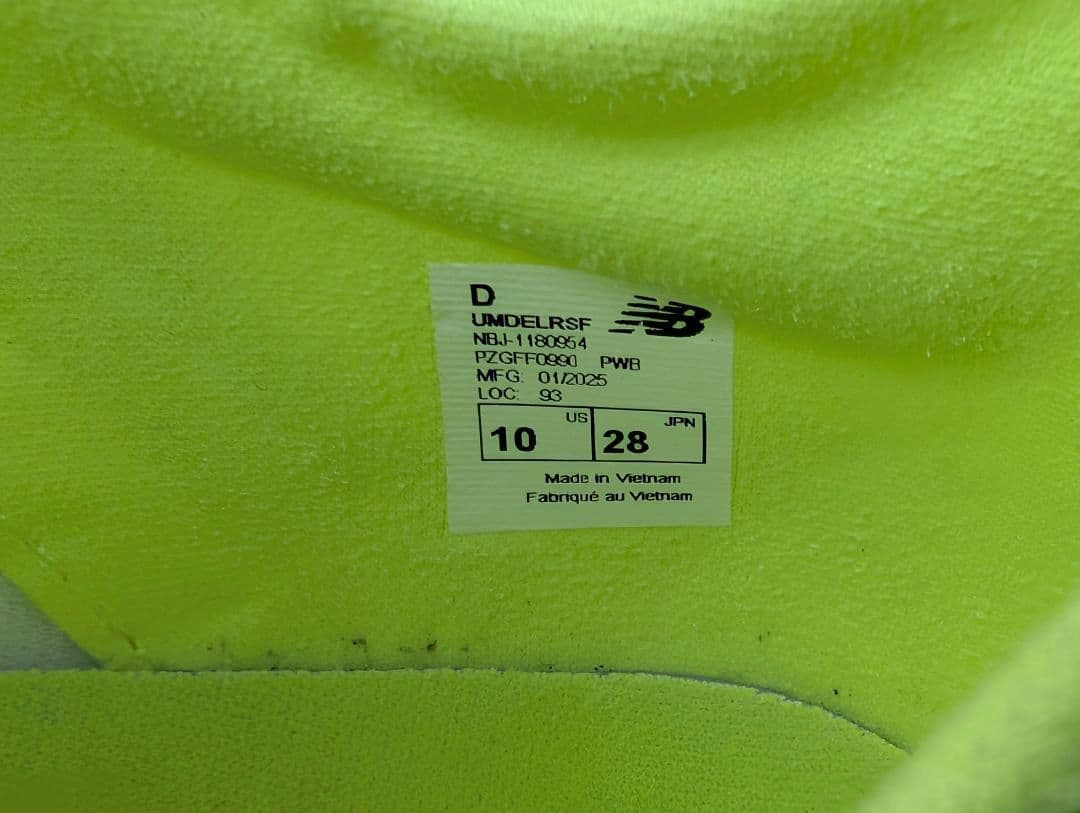 D
NB
UMDELRSF
NBJ-1180954
PZGFF0990 PWB
MFG: 01/2025
LOC: 93
10 US 28 JPN
Made in Vietnam
Fabriqué au Vietnam